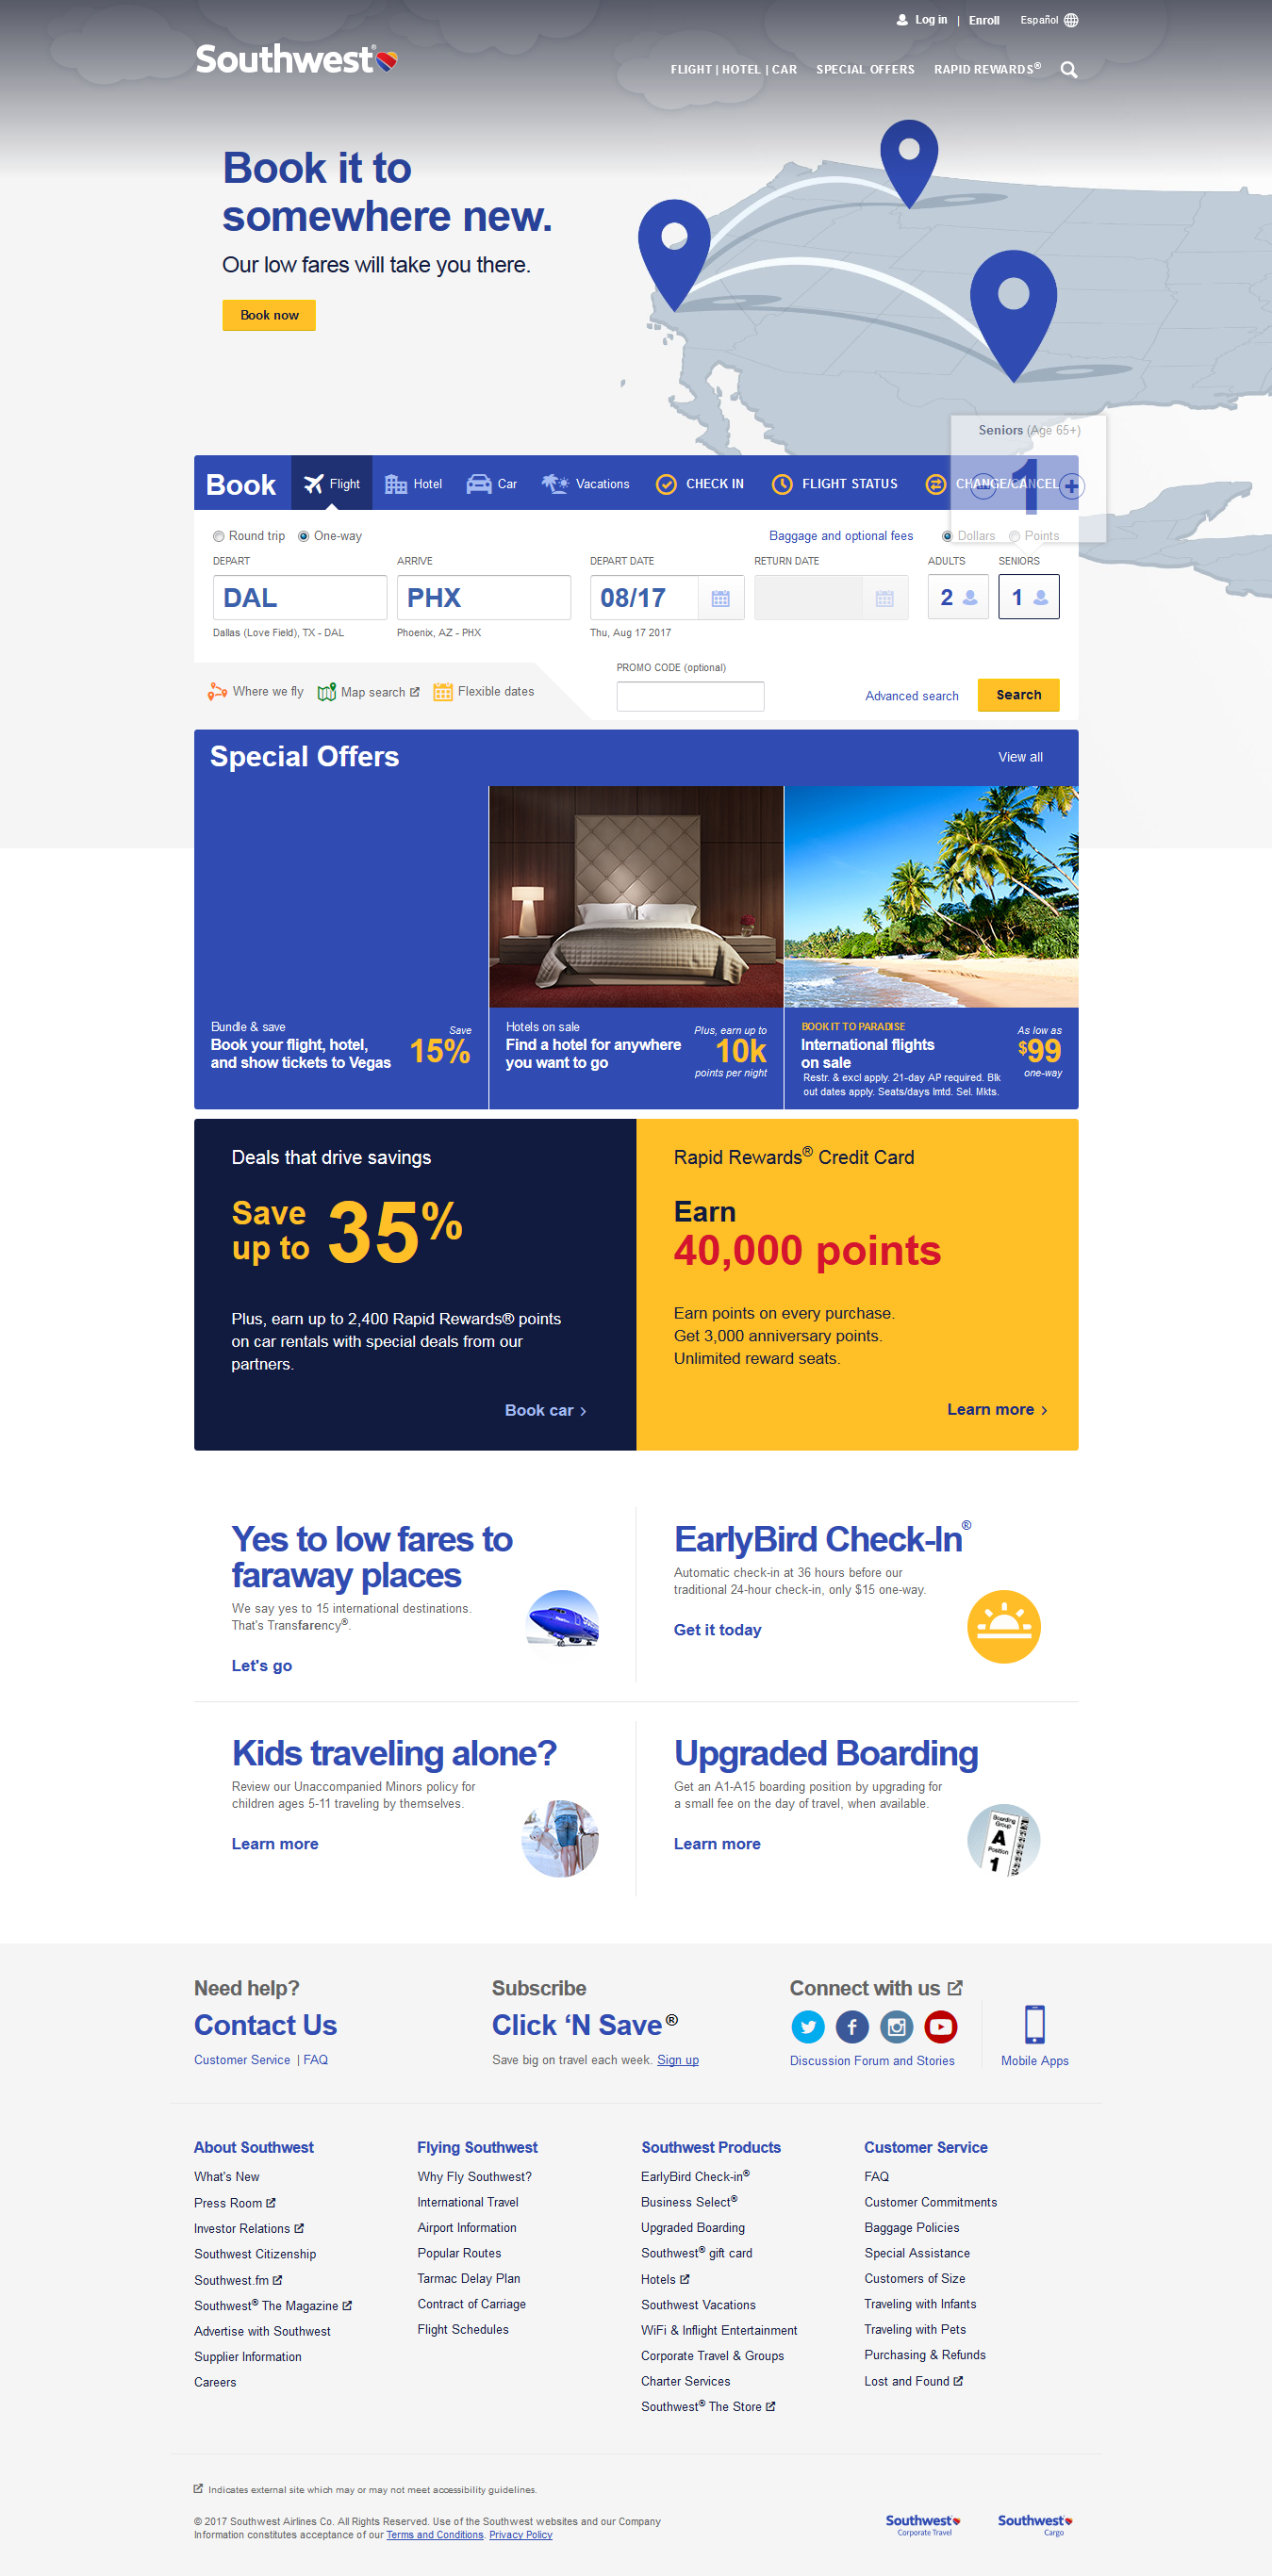 Log in | Enroll Español
Southwest®
FLIGHT | HOTEL | CAR SPECIAL OFFERS RAPID REWARDS®
Book it to
somewhere new.
Our low fares will take you there.
Book now
Seniors (Age 65+)
1
Book Flight Hotel Car Vacations CHECK IN FLIGHT STATUS CHANGE/CANCEL
Round trip One-way Baggage and optional fees Dollars Points
DEPART ARRIVE DEPART DATE RETURN DATE ADULTS SENIORS
DAL PHX 08/17 2 1
Dallas (Love Field), TX - DAL Phoenix, AZ - PHX Thu, Aug 17 2017
PROMO CODE (optional)
Where we fly Map search Flexible dates Advanced search Search
Special Offers View all
Bundle & save
Book your flight, hotel,
and show tickets to Vegas
Save
15%
Hotels on sale
Find a hotel for anywhere
you want to go
Plus, earn up to
10k
points per night
BOOK IT TO PARADISE
International flights
on sale
Restr. & excl apply. 21-day AP required. Blk
out dates apply. Seats/days lmtd. Sel. Mkts.
As low as
$99
one-way
Deals that drive savings
Save
up to 35%
Plus, earn up to 2,400 Rapid Rewards® points
on car rentals with special deals from our
partners.
Book car
Rapid Rewards® Credit Card
Earn
40,000 points
Earn points on every purchase.
Get 3,000 anniversary points.
Unlimited reward seats.
Learn more
Yes to low fares to
faraway places
We say yes to 15 international destinations.
That's Transfarency®.
Let's go
EarlyBird Check-In®
Automatic check-in at 36 hours before our
traditional 24-hour check-in, only $15 one-way.
Get it today
Kids traveling alone?
Review our Unaccompanied Minors policy for
children ages 5-11 traveling by themselves.
Learn more
Upgraded Boarding
Get an A1-A15 boarding position by upgrading for
a small fee on the day of travel, when available.
Learn more
Boarding
Group
A
Position
1
Need help?
Contact Us
Customer Service | FAQ
Subscribe
Click ‘N Save®
Save big on travel each week. Sign up
Connect with us
Discussion Forum and Stories
Mobile Apps
About Southwest
What's New
Press Room
Investor Relations
Southwest Citizenship
Southwest.fm
Southwest® The Magazine
Advertise with Southwest
Supplier Information
Careers
Flying Southwest
Why Fly Southwest?
International Travel
Airport Information
Popular Routes
Tarmac Delay Plan
Contract of Carriage
Flight Schedules
Southwest Products
EarlyBird Check-in®
Business Select®
Upgraded Boarding
Southwest® gift card
Hotels
Southwest Vacations
WiFi & Inflight Entertainment
Corporate Travel & Groups
Charter Services
Southwest® The Store
Customer Service
FAQ
Customer Commitments
Baggage Policies
Special Assistance
Customers of Size
Traveling with Infants
Traveling with Pets
Purchasing & Refunds
Lost and Found
Indicates external site which may or may not meet accessibility guidelines.
© 2017 Southwest Airlines Co. All Rights Reserved. Use of the Southwest websites and our Company
Information constitutes acceptance of our Terms and Conditions. Privacy Policy
Southwest
Corporate Travel
Southwest
Cargo